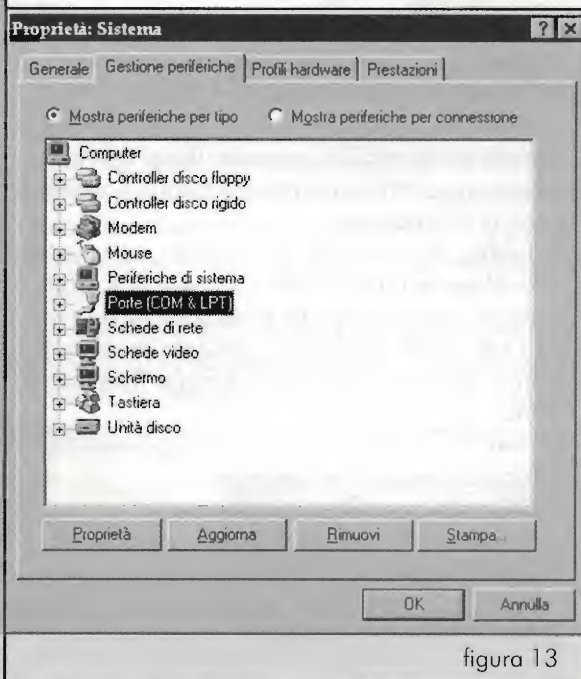 Proprietà: Sistema
Generale Gestione periferiche Profili hardware Prestazioni
Mostra periferiche per tipo Mostra periferiche per connessione
Computer
Controller disco floppy
Controller disco rigido
Modem
Mouse
Periferiche di sistema
Porte (COM & LPT)
Schede di rete
Schede video
Schermo
Tastiera
Unità disco
Proprietà Aggiorna Rimuovi Stampa...
OK Annulla
figura 13